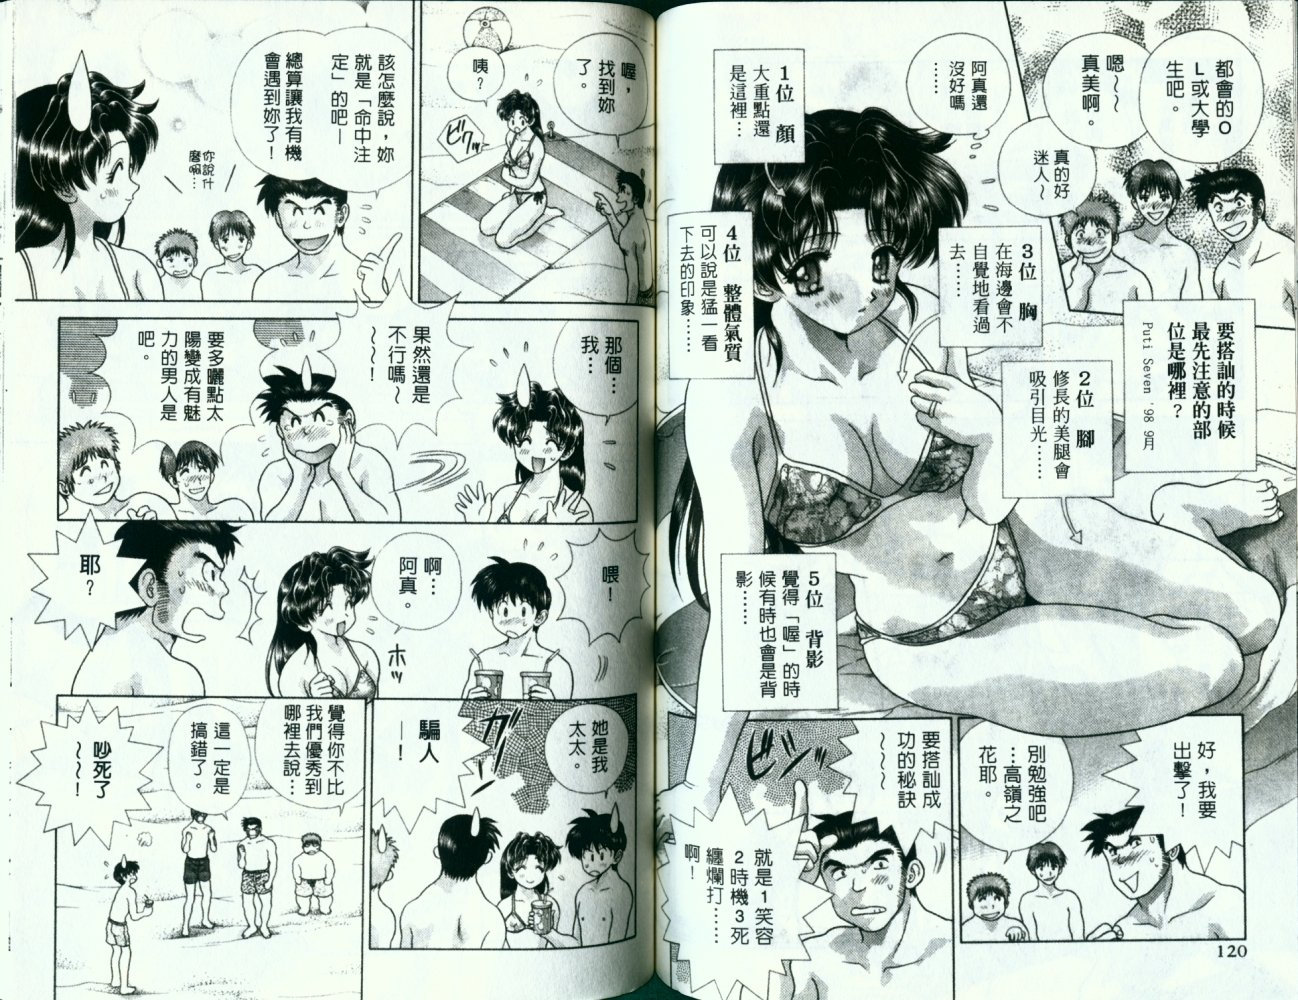 都會的O
L或大學
生吧。
嗯～～
真美啊。
真的好
迷人～
阿真還
沒好嗎
……
要搭訕的時候
最先注意的部
位是哪裡？
Puti Seven '98 9月
1位 顏
大重點還
是這裡…
3位 胸
在海邊會不
自覺地看過
去……
2位 腳
修長的美腿會
吸引目光……
4位 整體氣質
可以說是猛一看
下去的印象……
5位 背影
覺得「喔」的時
候有時也會是背
影……
好，我要
出擊了！
別勉強吧
…高嶺之
花耶。
要搭訕成
功的秘訣
～～～
ビシッ
就是1笑容
2時機3死
纏爛打……
啊！
120
喔，
找到妳
了。
咦？
ビクッ
該怎麼說，妳
就是「命中注
定」的吧—
總算讓我有機
會遇到妳了！
你說什
麼啊…
那個…
我…
果然還是
不行嗎～
～～！
要多曬點太
陽變成有魅
力的男人是
吧。
喂！
啊…
阿真。
ホッ
耶？
她是我
太太。
ガー
騙人
—！
覺得你不比
我們優秀到
哪裡去說…
這一定是
搞錯了。
吵死了
～～！